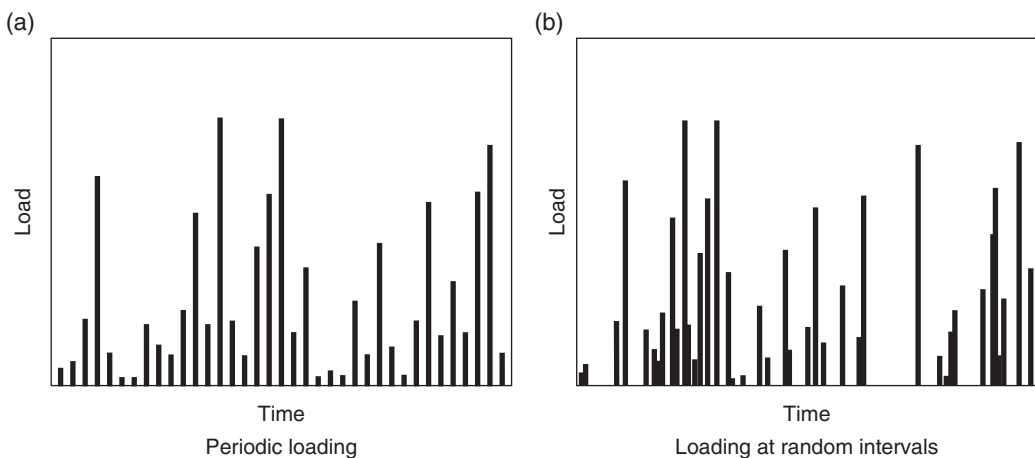 (a)
Load
Time
Periodic loading
(b)
Load
Time
Loading at random intervals